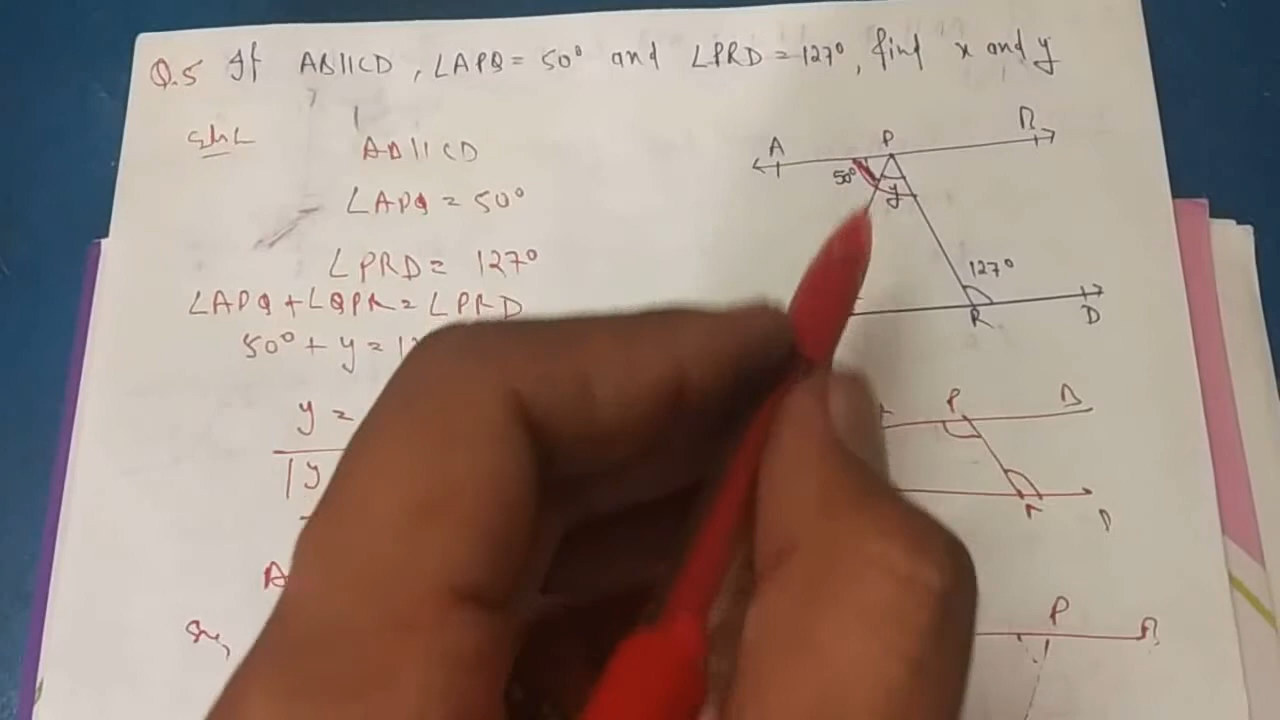 Q.5 If AB||CD, ∠APQ = 50° and ∠PRD = 127°, find x and y
AB||CD
∠APQ = 50°
∠PRD = 127°
∠APQ + ∠QPR = ∠PRD
50° + y = 1
y =
y
A
A P B
50° y
127°
R D
P B
r D
P B